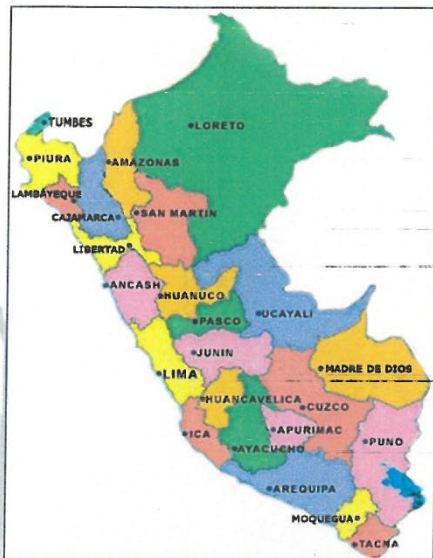 TUMBES
LORETO
PIURA
AMAZONAS
LAMBAYEQUE
CAJAMARCA
SAN MARTIN
LIBERTAD
ANCASH
HUANUCO
UCAYALI
PASCO
JUNIN
LIMA
MADRE DE DIOS
HUANCAVELICA
CUZCO
ICA
APURIMAC
PUNO
AYACUCHO
AREQUIPA
MOQUEGUA
TACNA